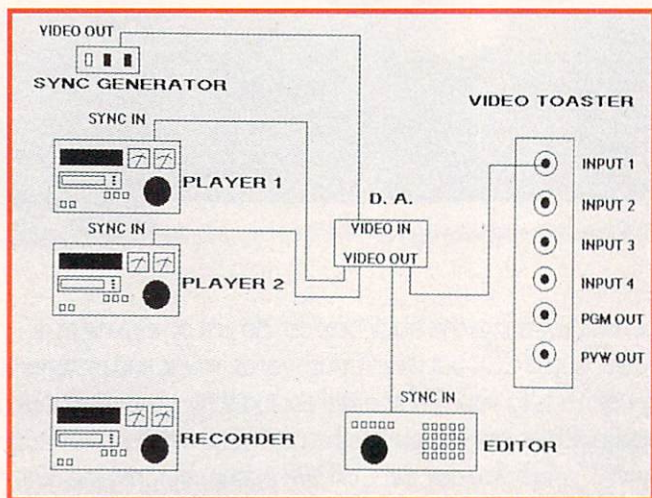 VIDEO OUT
SYNC GENERATOR
SYNC IN
PLAYER 1
SYNC IN
PLAYER 2
RECORDER
D. A.
VIDEO IN
VIDEO OUT
SYNC IN
EDITOR
VIDEO TOASTER
INPUT 1
INPUT 2
INPUT 3
INPUT 4
PGM OUT
PVW OUT